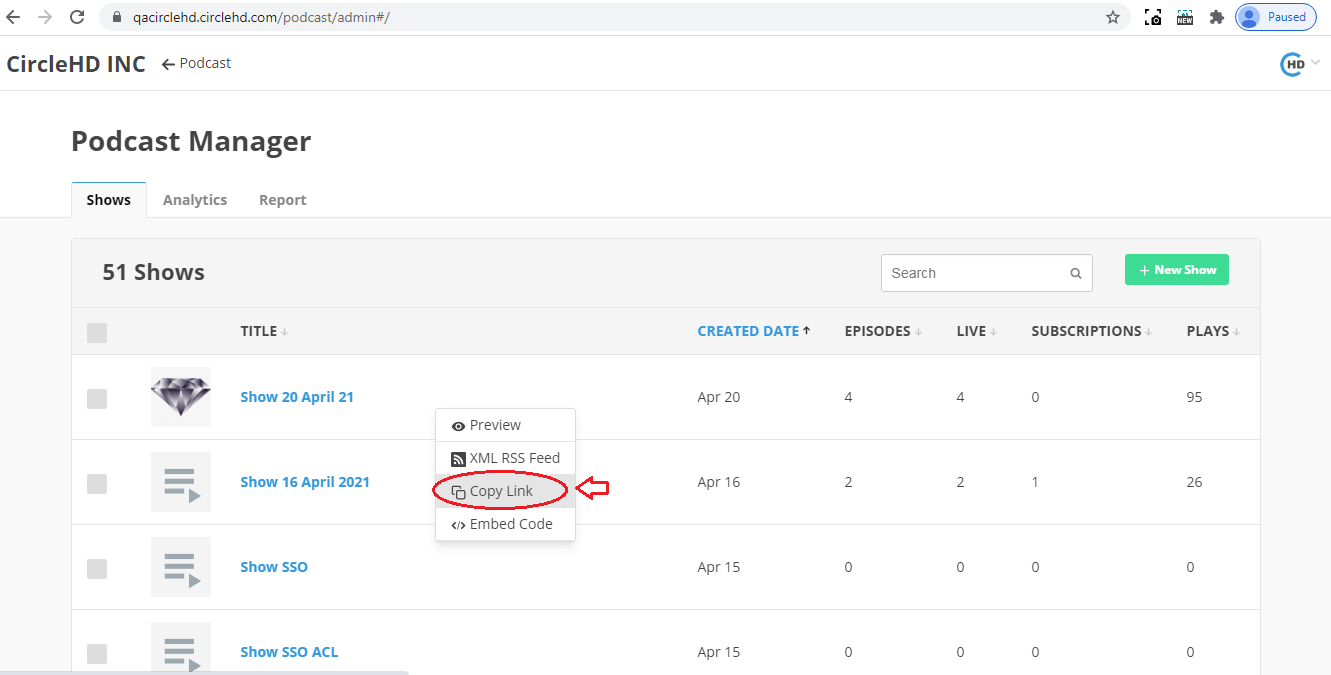 qacirclehd.circlehd.com/podcast/admin#/
NEW
Paused
CircleHD INC ← Podcast
HD
Podcast Manager
Shows Analytics Report
51 Shows
Search
+ New Show
TITLE ↓ CREATED DATE ↑ EPISODES ↓ LIVE ↓ SUBSCRIPTIONS ↓ PLAYS ↓
Show 20 April 21 Apr 20 4 4 0 95
Preview
XML RSS Feed
Copy Link
Embed Code
Show 16 April 2021 Apr 16 2 2 1 26
Show SSO Apr 15 0 0 0 0
Show SSO ACL Apr 15 0 0 0 0